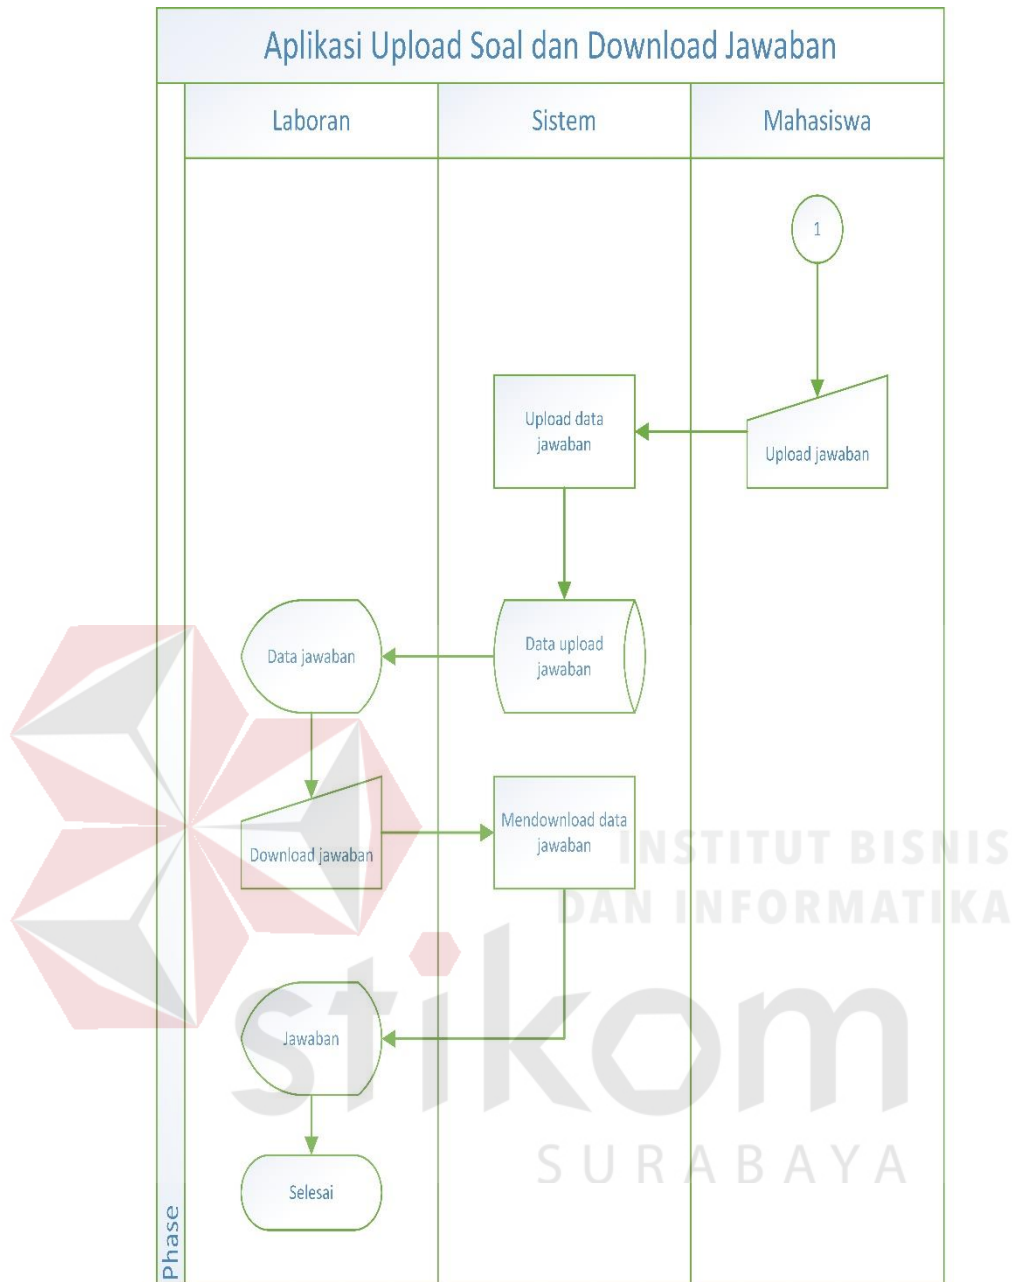 Aplikasi Upload Soal dan Download Jawaban
Laboran
Sistem
Mahasiswa
1
Upload jawaban
Upload data
jawaban
Data upload
jawaban
Data jawaban
Download jawaban
Mendownload data
jawaban
Jawaban
Selesai
Phase
INSTITUT BISNIS
DAN INFORMATIKA
stikom
SURABAYA